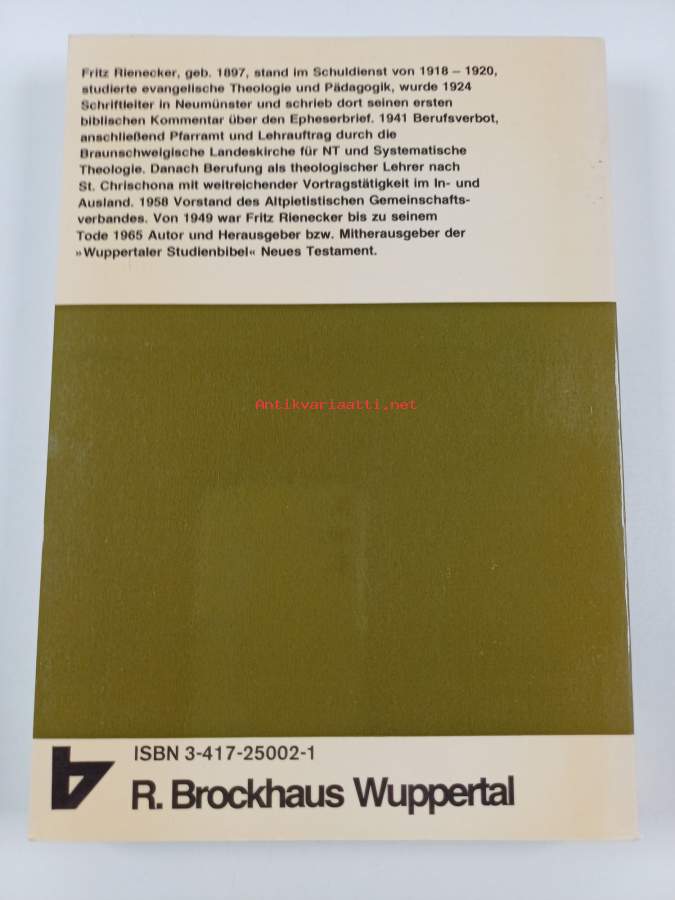 Fritz Rienecker, geb. 1897, stand im Schuldienst von 1918 – 1920,
studierte evangelische Theologie und Pädagogik, wurde 1924
Schriftleiter in Neumünster und schrieb dort seinen ersten
biblischen Kommentar über den Epheserbrief. 1941 Berufsverbot,
anschließend Pfarramt und Lehrauftrag durch die
Braunschweigische Landeskirche für NT und Systematische
Theologie. Danach Berufung als theologischer Lehrer nach
St. Chrischona mit weitreichender Vortragstätigkeit im In- und
Ausland. 1958 Vorstand des Altpietistischen Gemeinschafts-
verbandes. Von 1949 war Fritz Rienecker bis zu seinem
Tode 1965 Autor und Herausgeber bzw. Mitherausgeber der
»Wuppertaler Studienbibel« Neues Testament.
Antikvariaatti.net
ISBN 3-417-25002-1
R. Brockhaus Wuppertal